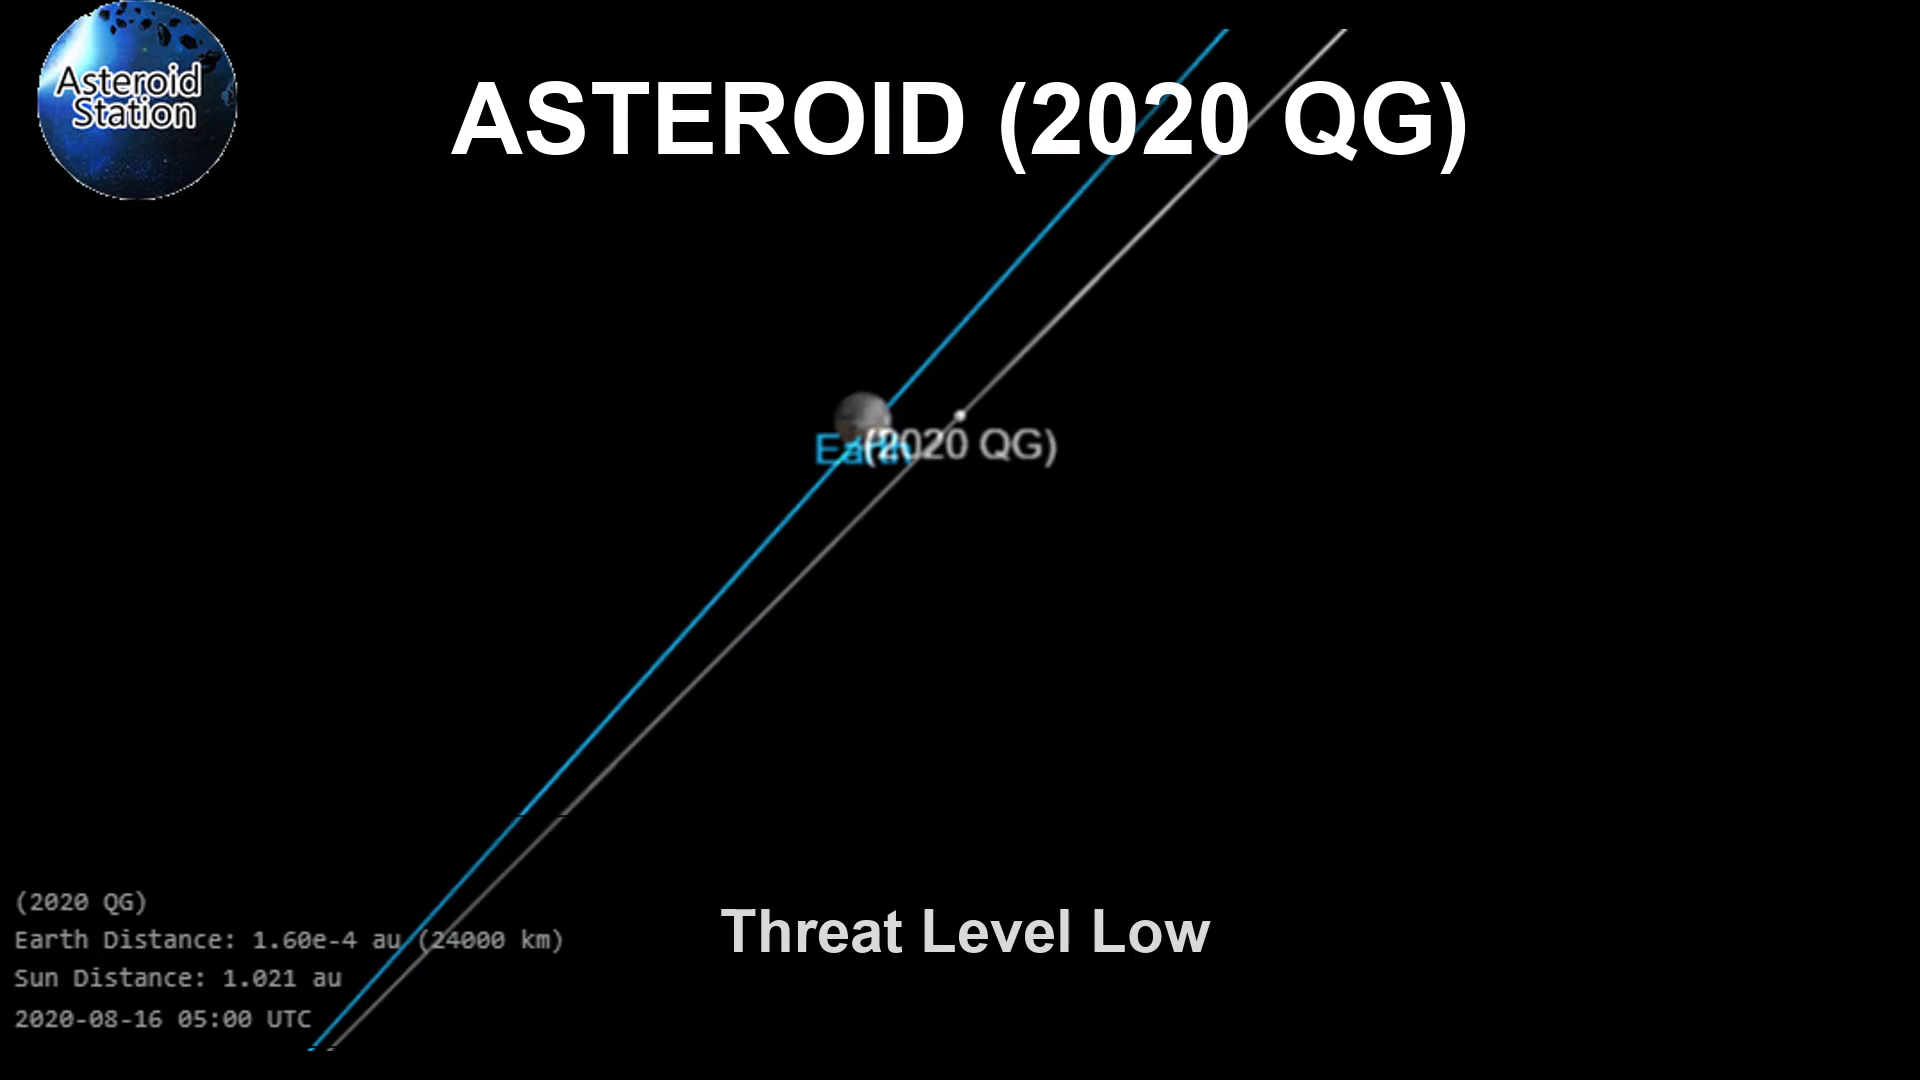 Asteroid
Station
ASTEROID (2020 QG)
Earth
(2020 QG)
(2020 QG)
Earth Distance: 1.60e-4 au (24000 km)
Sun Distance: 1.021 au
2020-08-16 05:00 UTC
Threat Level Low